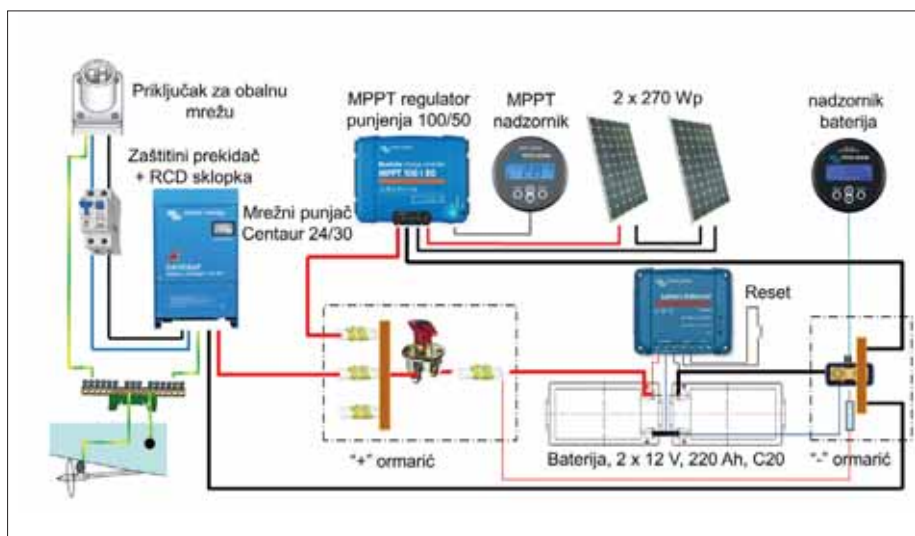 Priključak za obalnu
mrežu
Zaštitini prekidač
+ RCD sklopka
Mrežni punjač
Centaur 24/30
MPPT regulator
punjenja 100/50
MPPT
nadzornik
2 x 270 Wp
nadzornik
baterija
MPPT 100 | 50
Reset
"+" ormarić
Baterija, 2 x 12 V, 220 Ah, C20
"-" ormarić